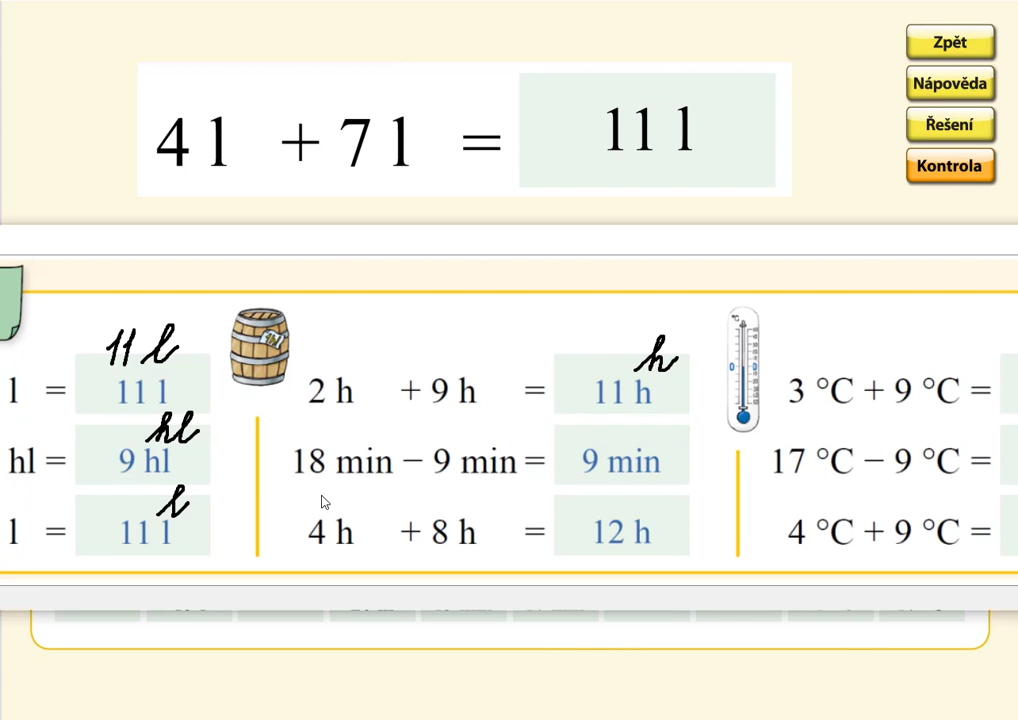 4 l + 7 l = 11 l
Zpět
Nápověda
Řešení
Kontrola
11 l
l = 11 l
hl
hl = 9 hl
l
l = 11 l
h
2 h + 9 h = 11 h
18 min − 9 min = 9 min
4 h + 8 h = 12 h
3 °C + 9 °C =
17 °C − 9 °C =
4 °C + 9 °C =